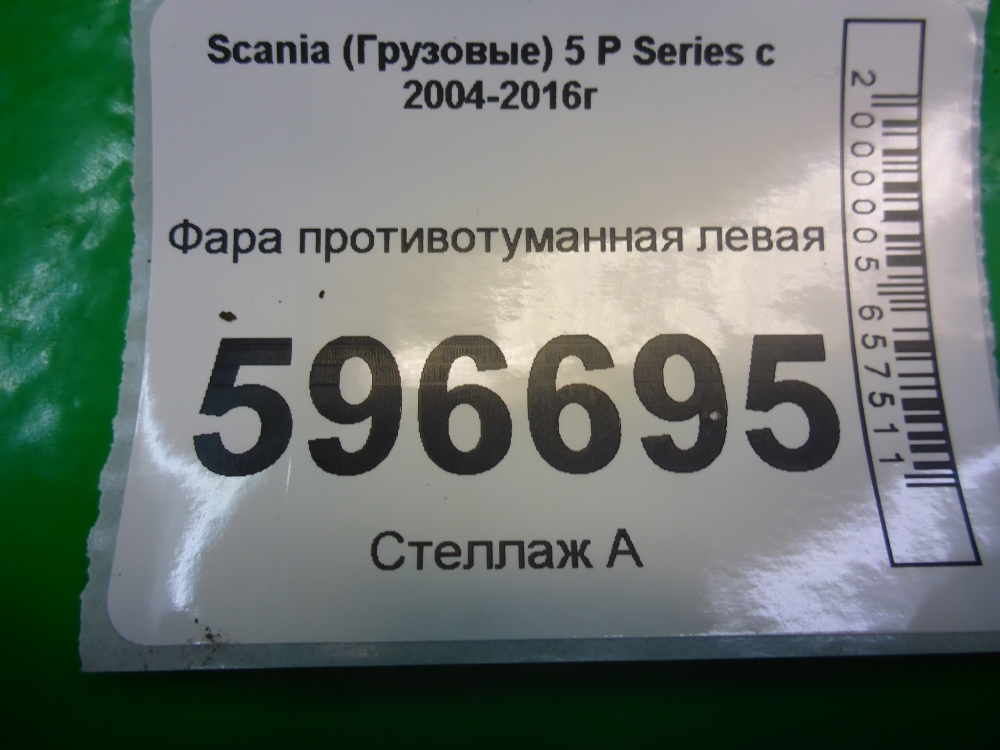 Scania (Грузовые) 5 P Series с
2004-2016г
Фара противотуманная левая
596695
Стеллаж А
2000005657511